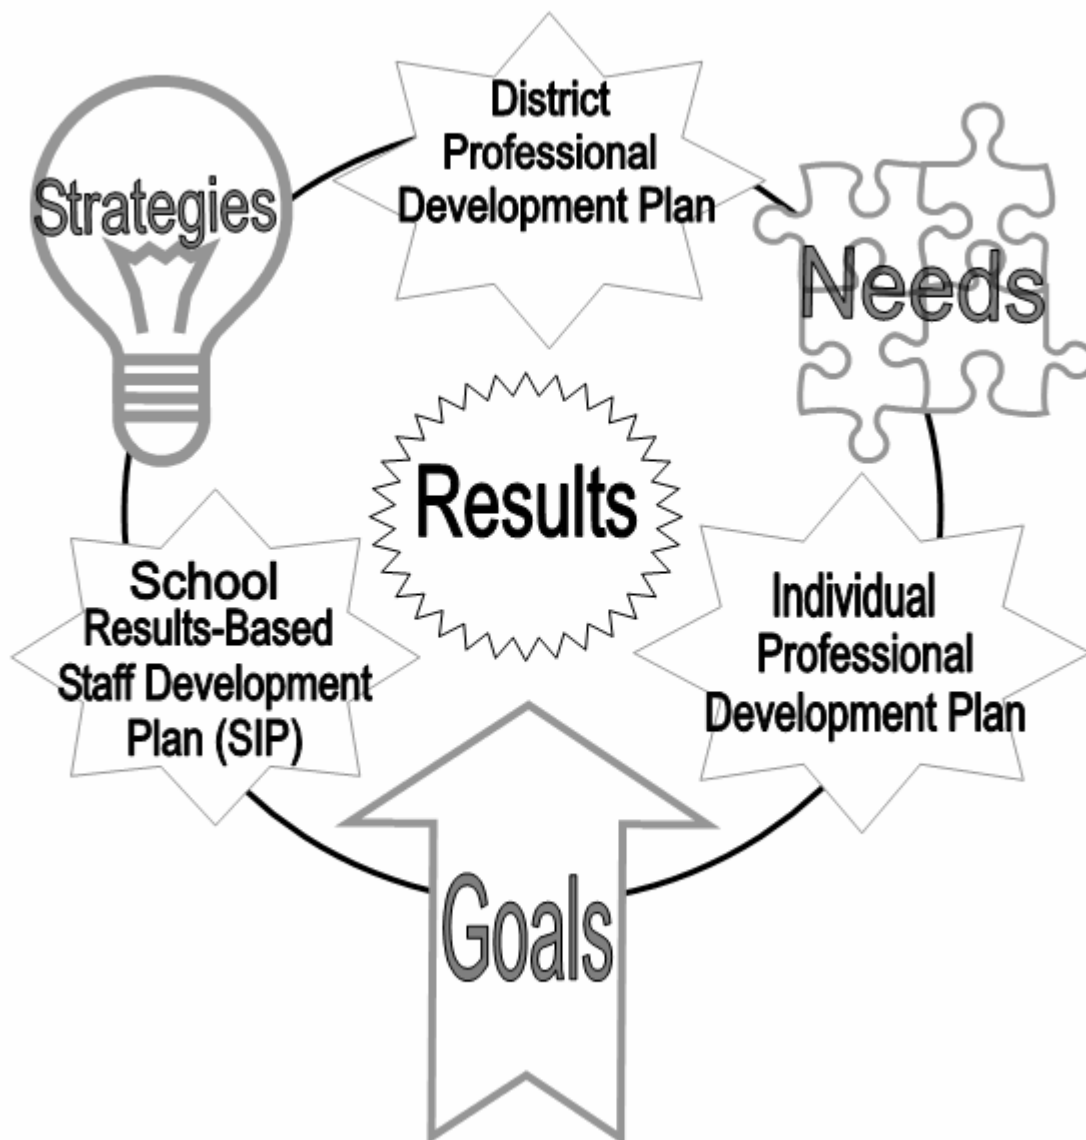 District
Professional
Development Plan
Strategies
Needs
Results
School
Results-Based
Staff Development
Plan (SIP)
Individual
Professional
Development Plan
Goals